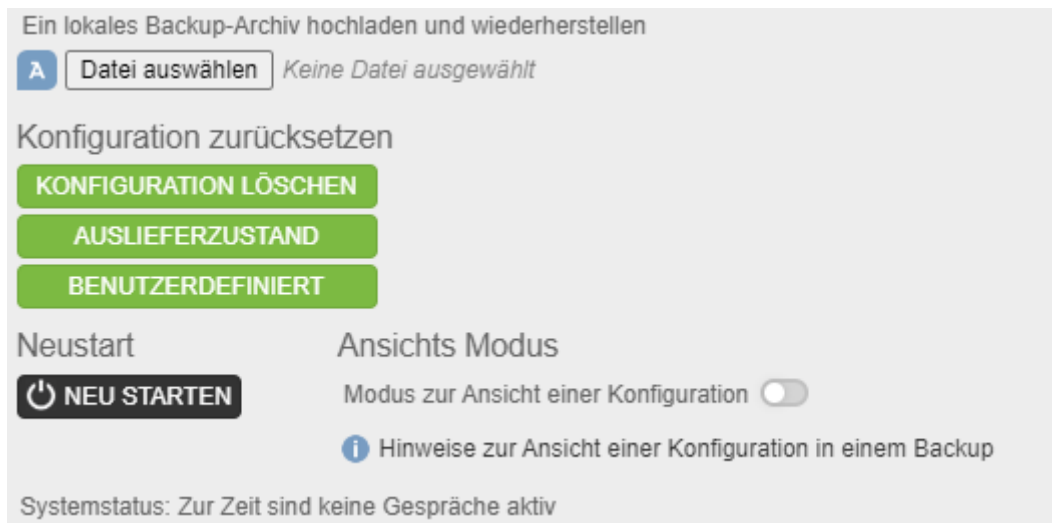 Ein lokales Backup-Archiv hochladen und wiederherstellen
A Datei auswählen Keine Datei ausgewählt
Konfiguration zurücksetzen
KONFIGURATION LÖSCHEN
AUSLIEFERZUSTAND
BENUTZERDEFINIERT
Neustart Ansichts Modus
NEU STARTEN Modus zur Ansicht einer Konfiguration
i Hinweise zur Ansicht einer Konfiguration in einem Backup
Systemstatus: Zur Zeit sind keine Gespräche aktiv